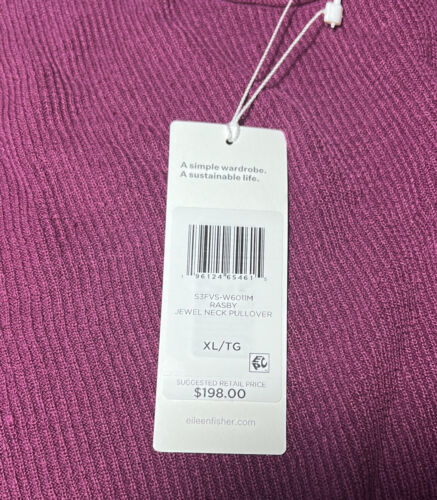 A simple wardrobe.
A sustainable life.
1 96124 65461 5
S3FVS-W6011M
RASBY
JEWEL NECK PULLOVER
XL/TG
SUGGESTED RETAIL PRICE
$198.00
eileenfisher.com